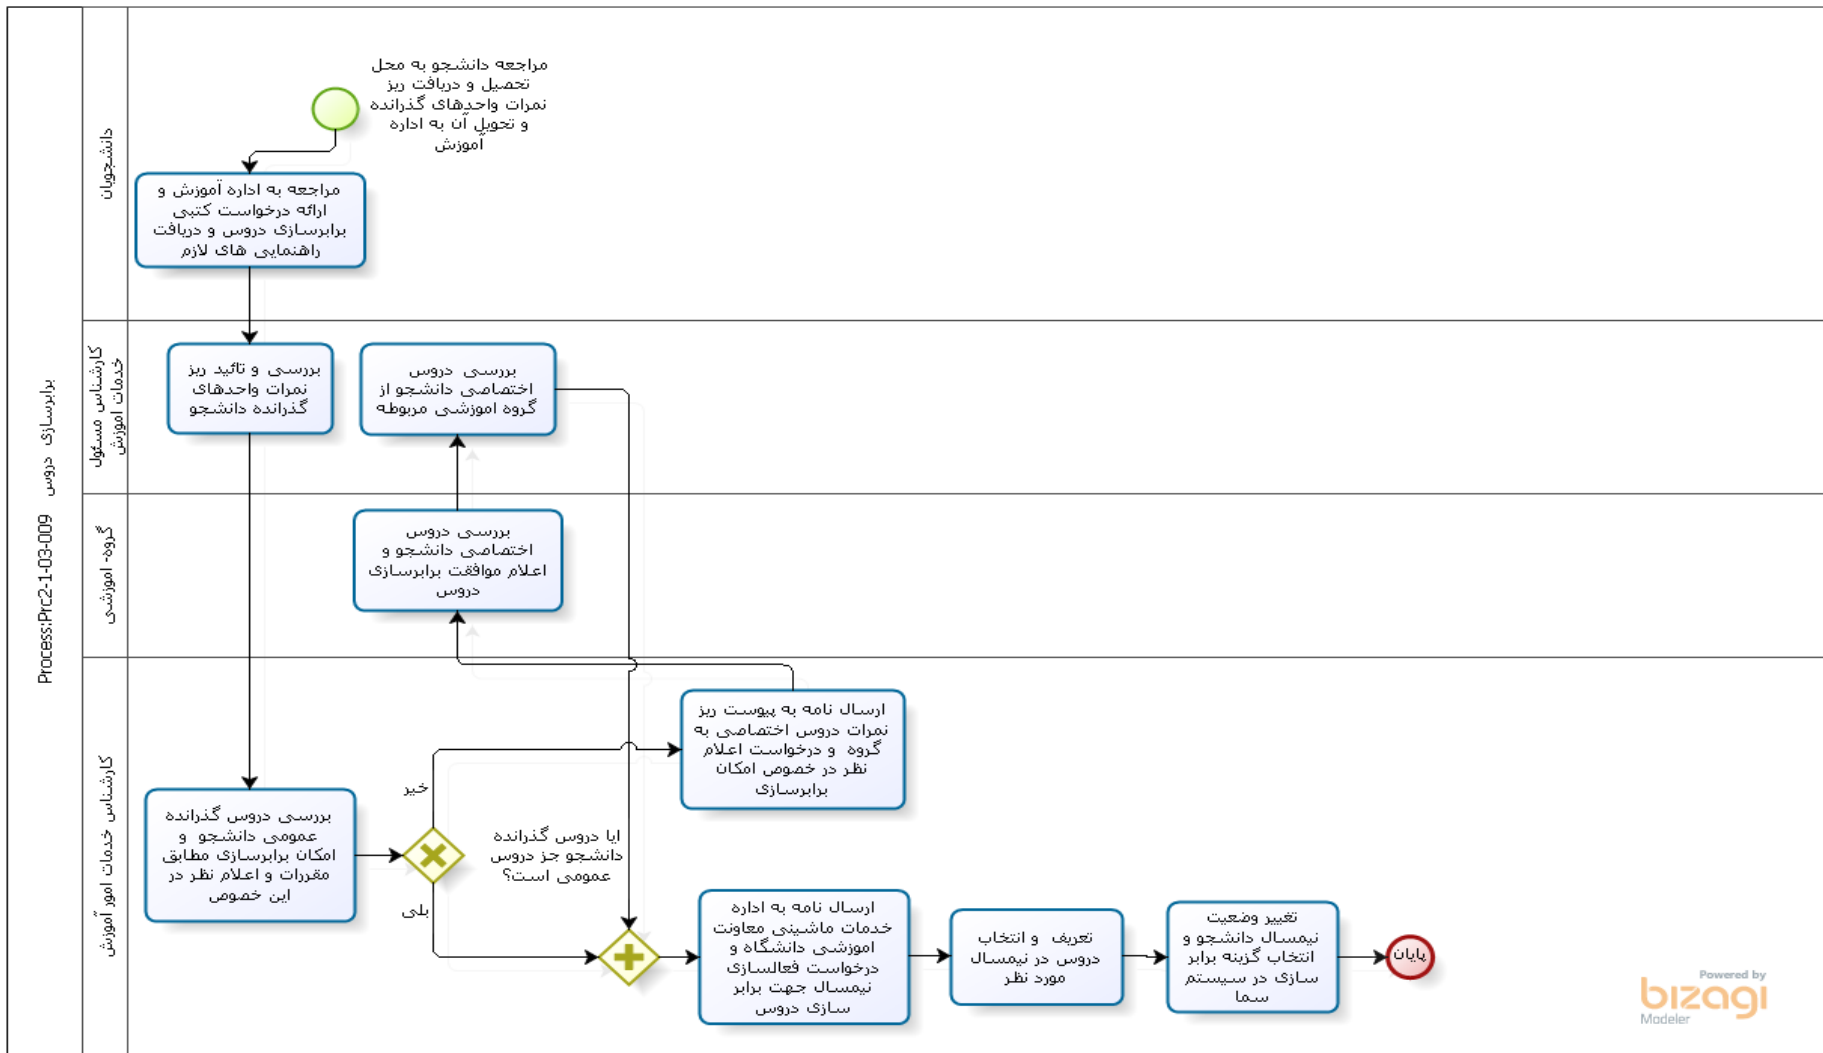 برابرسازی دروس
Process:Prc2-1-03-009
دانشجویان
مراجعه دانشجو به محل
تحصیل و دریافت ریز
نمرات واحدهای گذرانده
و تحویل آن به اداره
آموزش
مراجعه به اداره آموزش و
ارائه درخواست کتبی
برابرسازی دروس و دریافت
راهنمایی های لازم
کارشناس مسئول
خدمات اموزش
بررسی و تائید ریز
نمرات واحدهای
گذرانده دانشجو
بررسی دروس
اختصاصی دانشجو از
گروه اموزشی مربوطه
گروه- اموزشی
بررسی دروس
اختصاصی دانشجو و
اعلام موافقت برابرسازی
دروس
کارشناس خدمات امور آموزش
بررسی دروس گذرانده
عمومی دانشجو و
امکان برابرسازی مطابق
مقررات و اعلام نظر در
این خصوص
خیر
بلی
ایا دروس گذرانده
دانشجو جز دروس
عمومی است؟
ارسال نامه به پیوست ریز
نمرات دروس اختصاصی به
گروه و درخواست اعلام
نظر در خصوص امکان
برابرسازی
ارسال نامه به اداره
خدمات ماشینی معاونت
اموزشی دانشگاه و
درخواست فعالسازی
نیمسال جهت برابر
سازی دروس
تعریف و انتخاب
دروس در نیمسال
مورد نظر
تغییر وضعیت
نیمسال دانشجو و
انتخاب گزینه برابر
سازی در سیستم
سما
پایان
Powered by
bizagi
Modeler